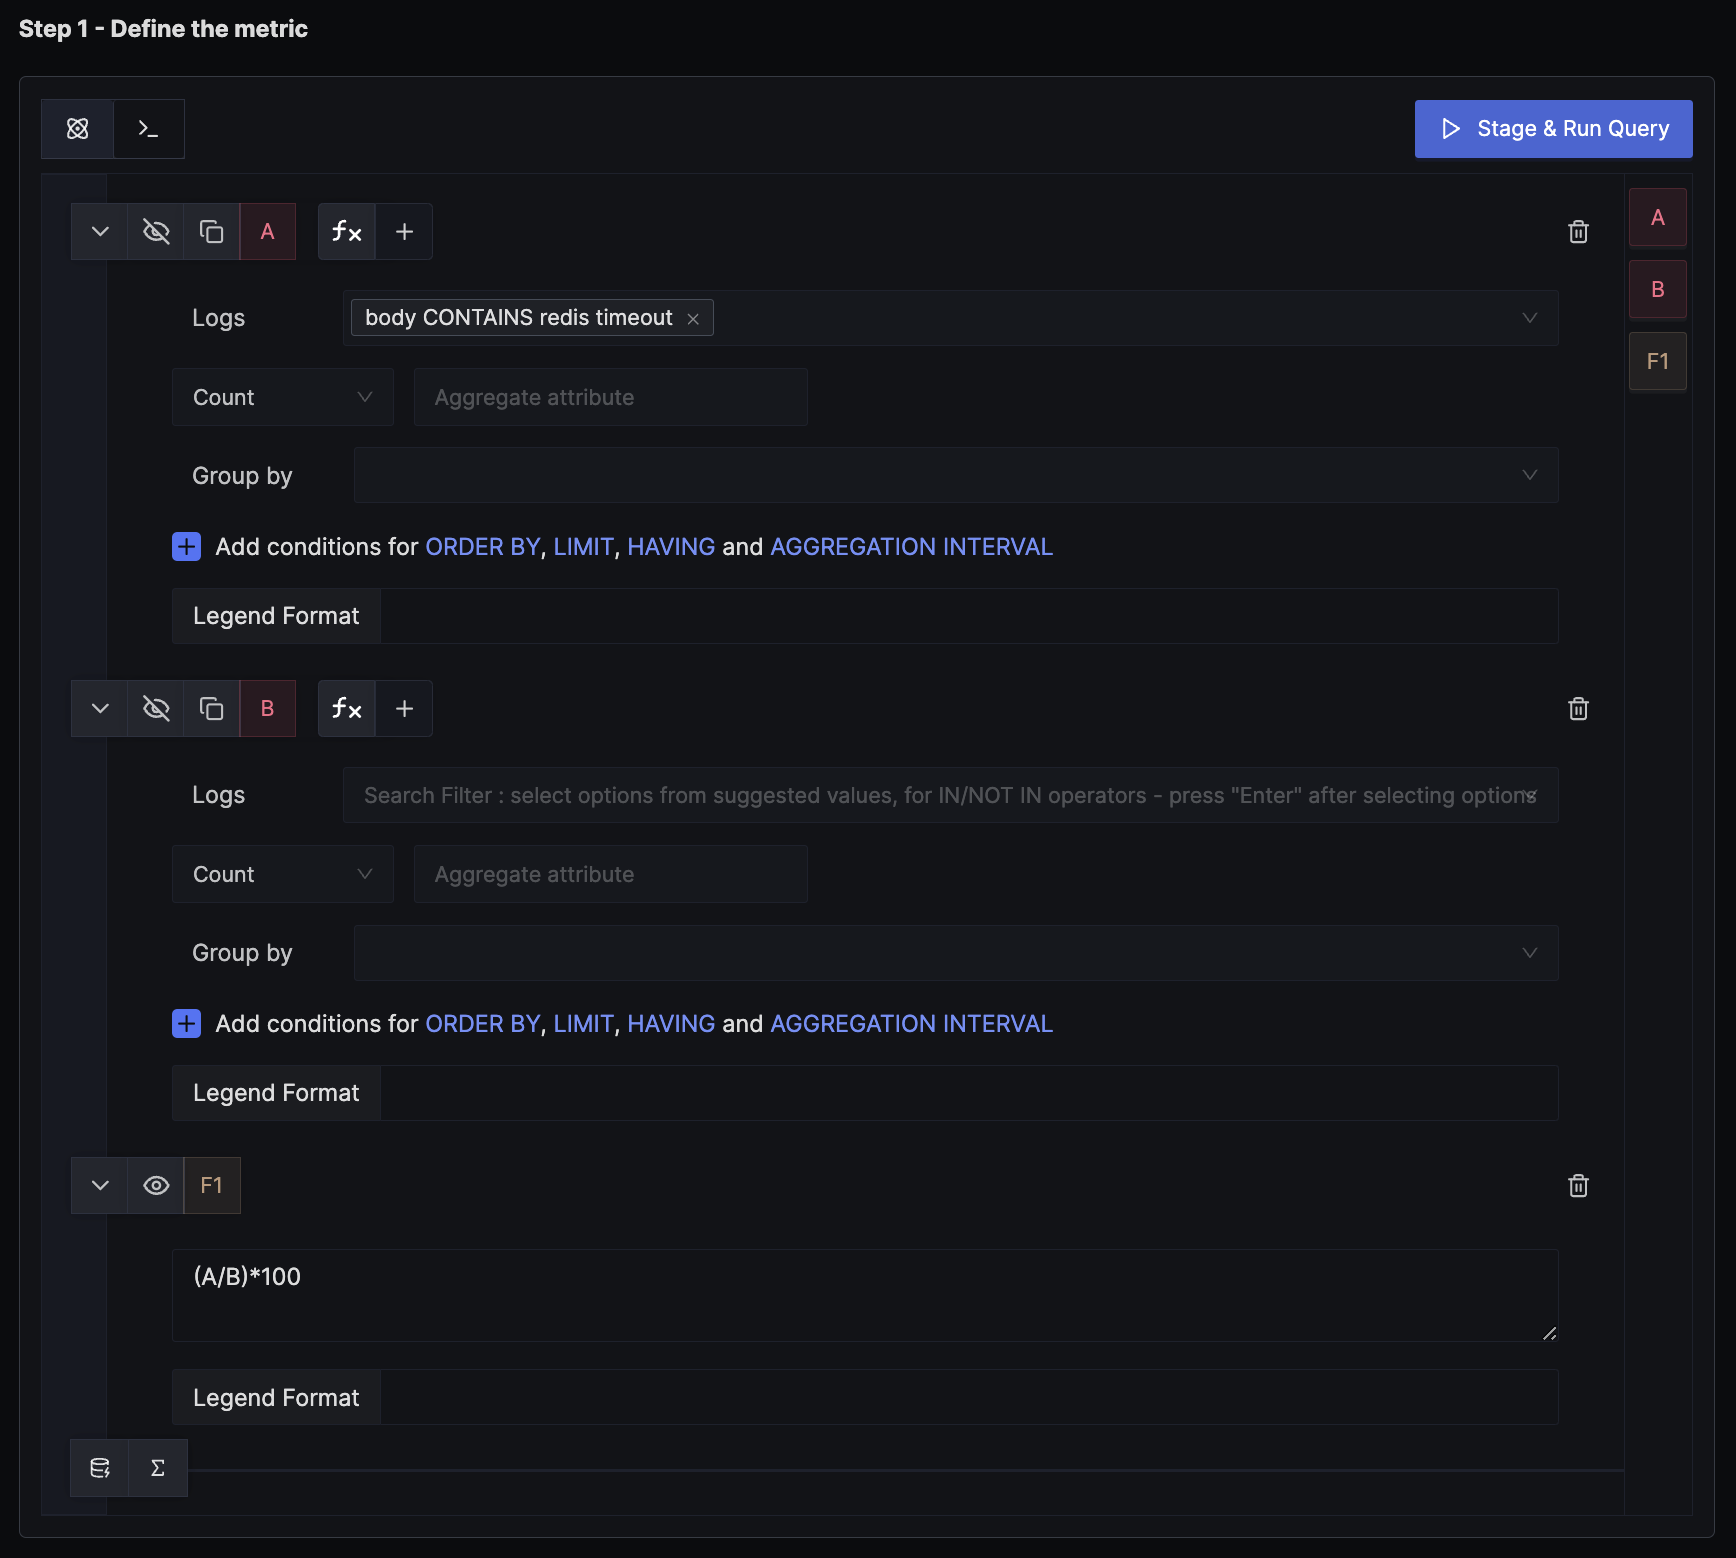 Step 1 - Define the metric
Stage & Run Query
A
A
Logs
body CONTAINS redis timeout
B
F1
Count
Aggregate attribute
Group by
Add conditions for ORDER BY, LIMIT, HAVING and AGGREGATION INTERVAL
Legend Format
B
Logs
Search Filter : select options from suggested values, for IN/NOT IN operators - press "Enter" after selecting options
Count
Aggregate attribute
Group by
Add conditions for ORDER BY, LIMIT, HAVING and AGGREGATION INTERVAL
Legend Format
F1
(A/B)*100
Legend Format